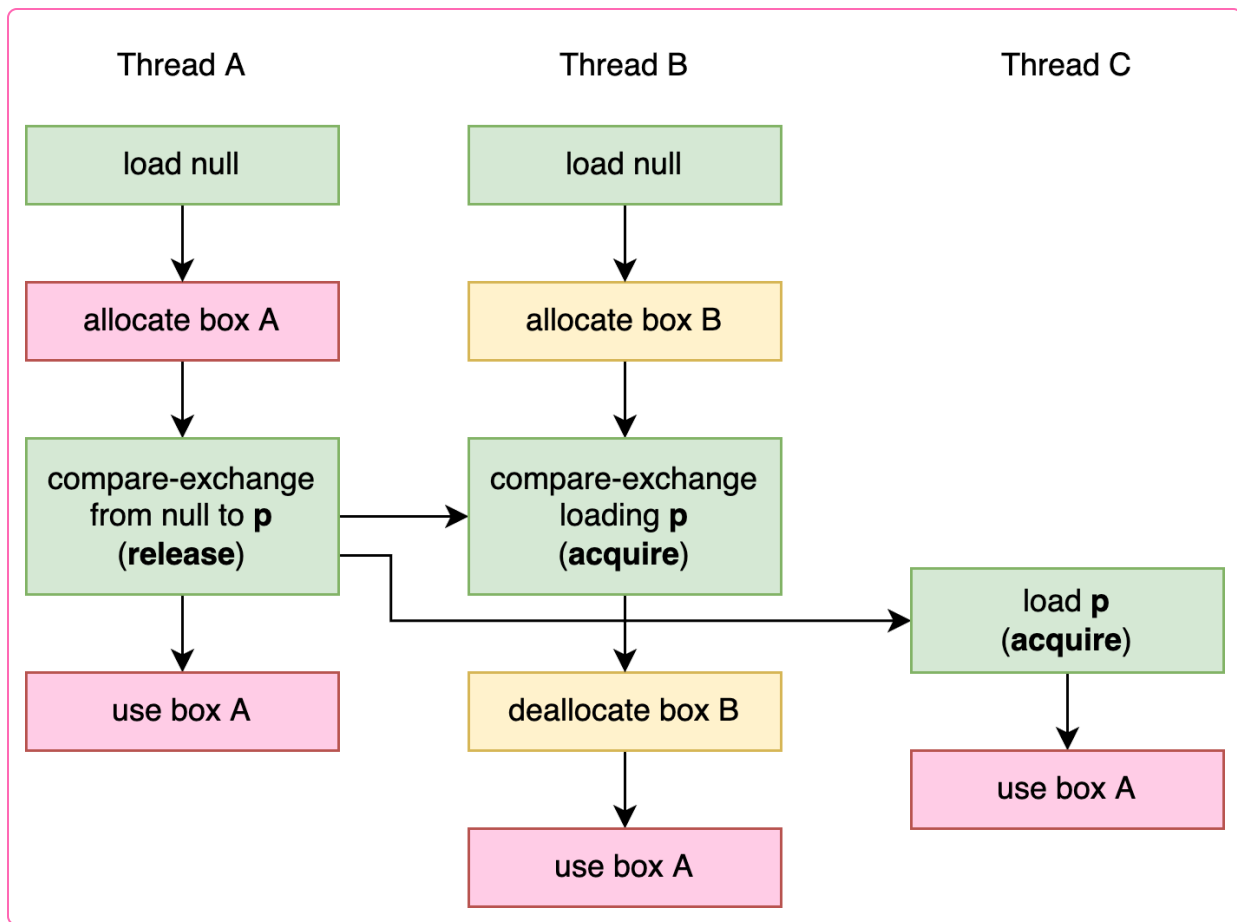 Thread A
Thread B
Thread C
load null
load null
allocate box A
allocate box B
compare-exchange
from null to p
(release)
compare-exchange
loading p
(acquire)
load p
(acquire)
use box A
deallocate box B
use box A
use box A